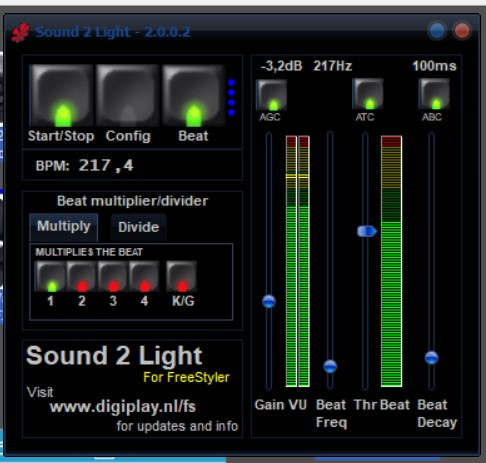 Sound 2 Light - 2.0.0.2
Start/Stop Config Beat
BPM: 217,4
Beat multiplier/divider
Multiply Divide
MULTIPLIES THE BEAT
1 2 3 4 K/G
Sound 2 Light
For FreeStyler
Visit
www.digiplay.nl/fs
for updates and info
-3,2dB 217Hz 100ms
AGC ATC ABC
Gain VU Beat Freq Thr Beat Beat Decay